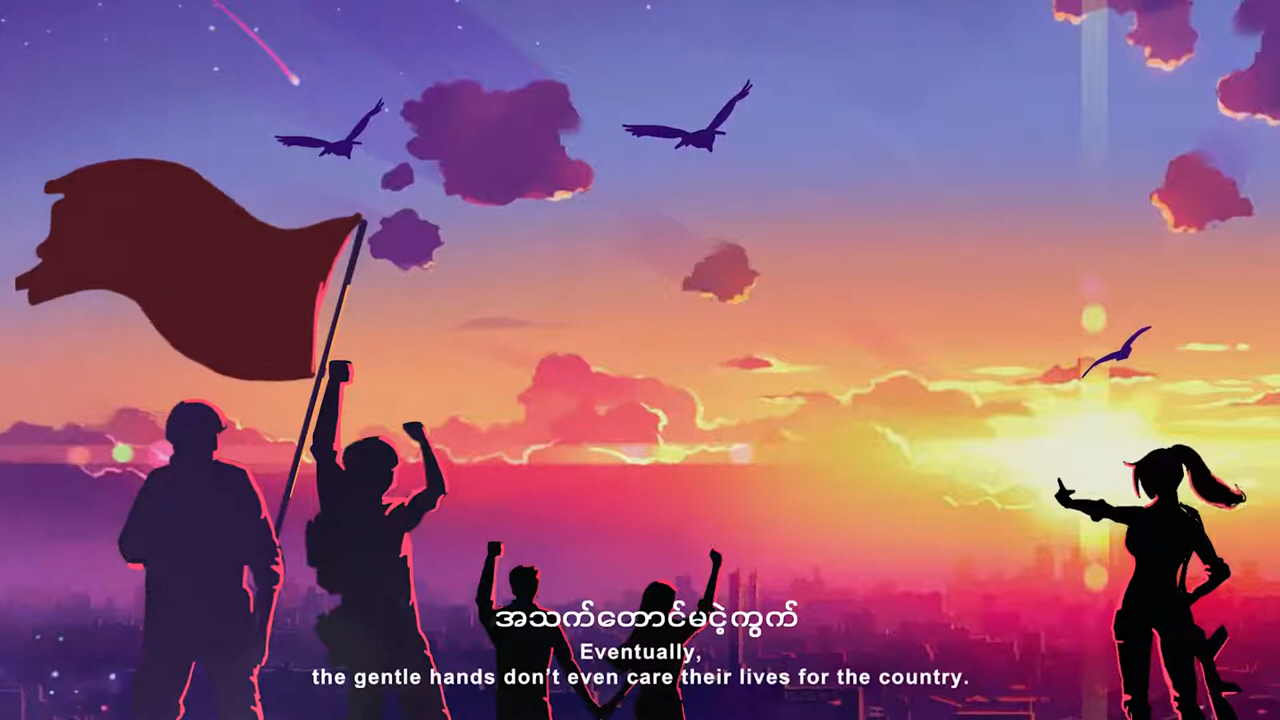 အသက်တောင်မငဲ့ကွက်
Eventually,
the gentle hands don't even care their lives for the country.